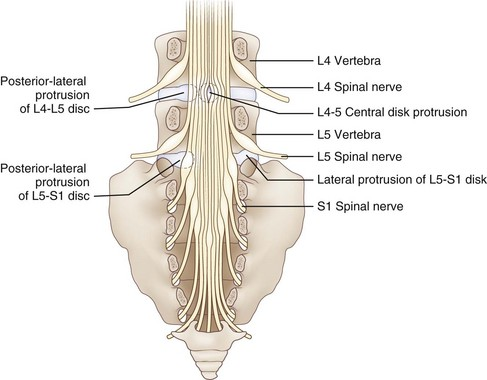 Posterior-lateral
protrusion
of L4-L5 disc
Posterior-lateral
protrusion
of L5-S1 disc
L4 Vertebra
L4 Spinal nerve
L4-5 Central disk protrusion
L5 Vertebra
L5 Spinal nerve
Lateral protrusion of L5-S1 disk
S1 Spinal nerve